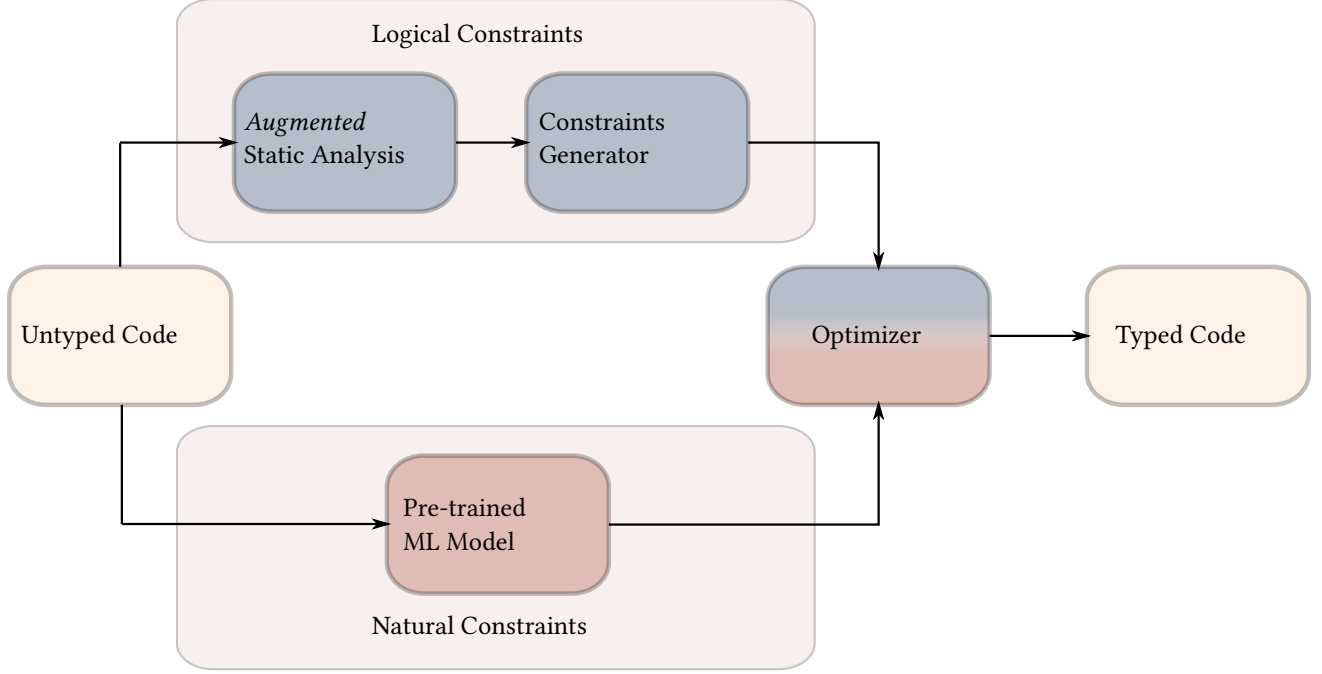 Logical Constraints
Augmented
Static Analysis
Constraints
Generator
Untyped Code
Optimizer
Typed Code
Pre-trained
ML Model
Natural Constraints